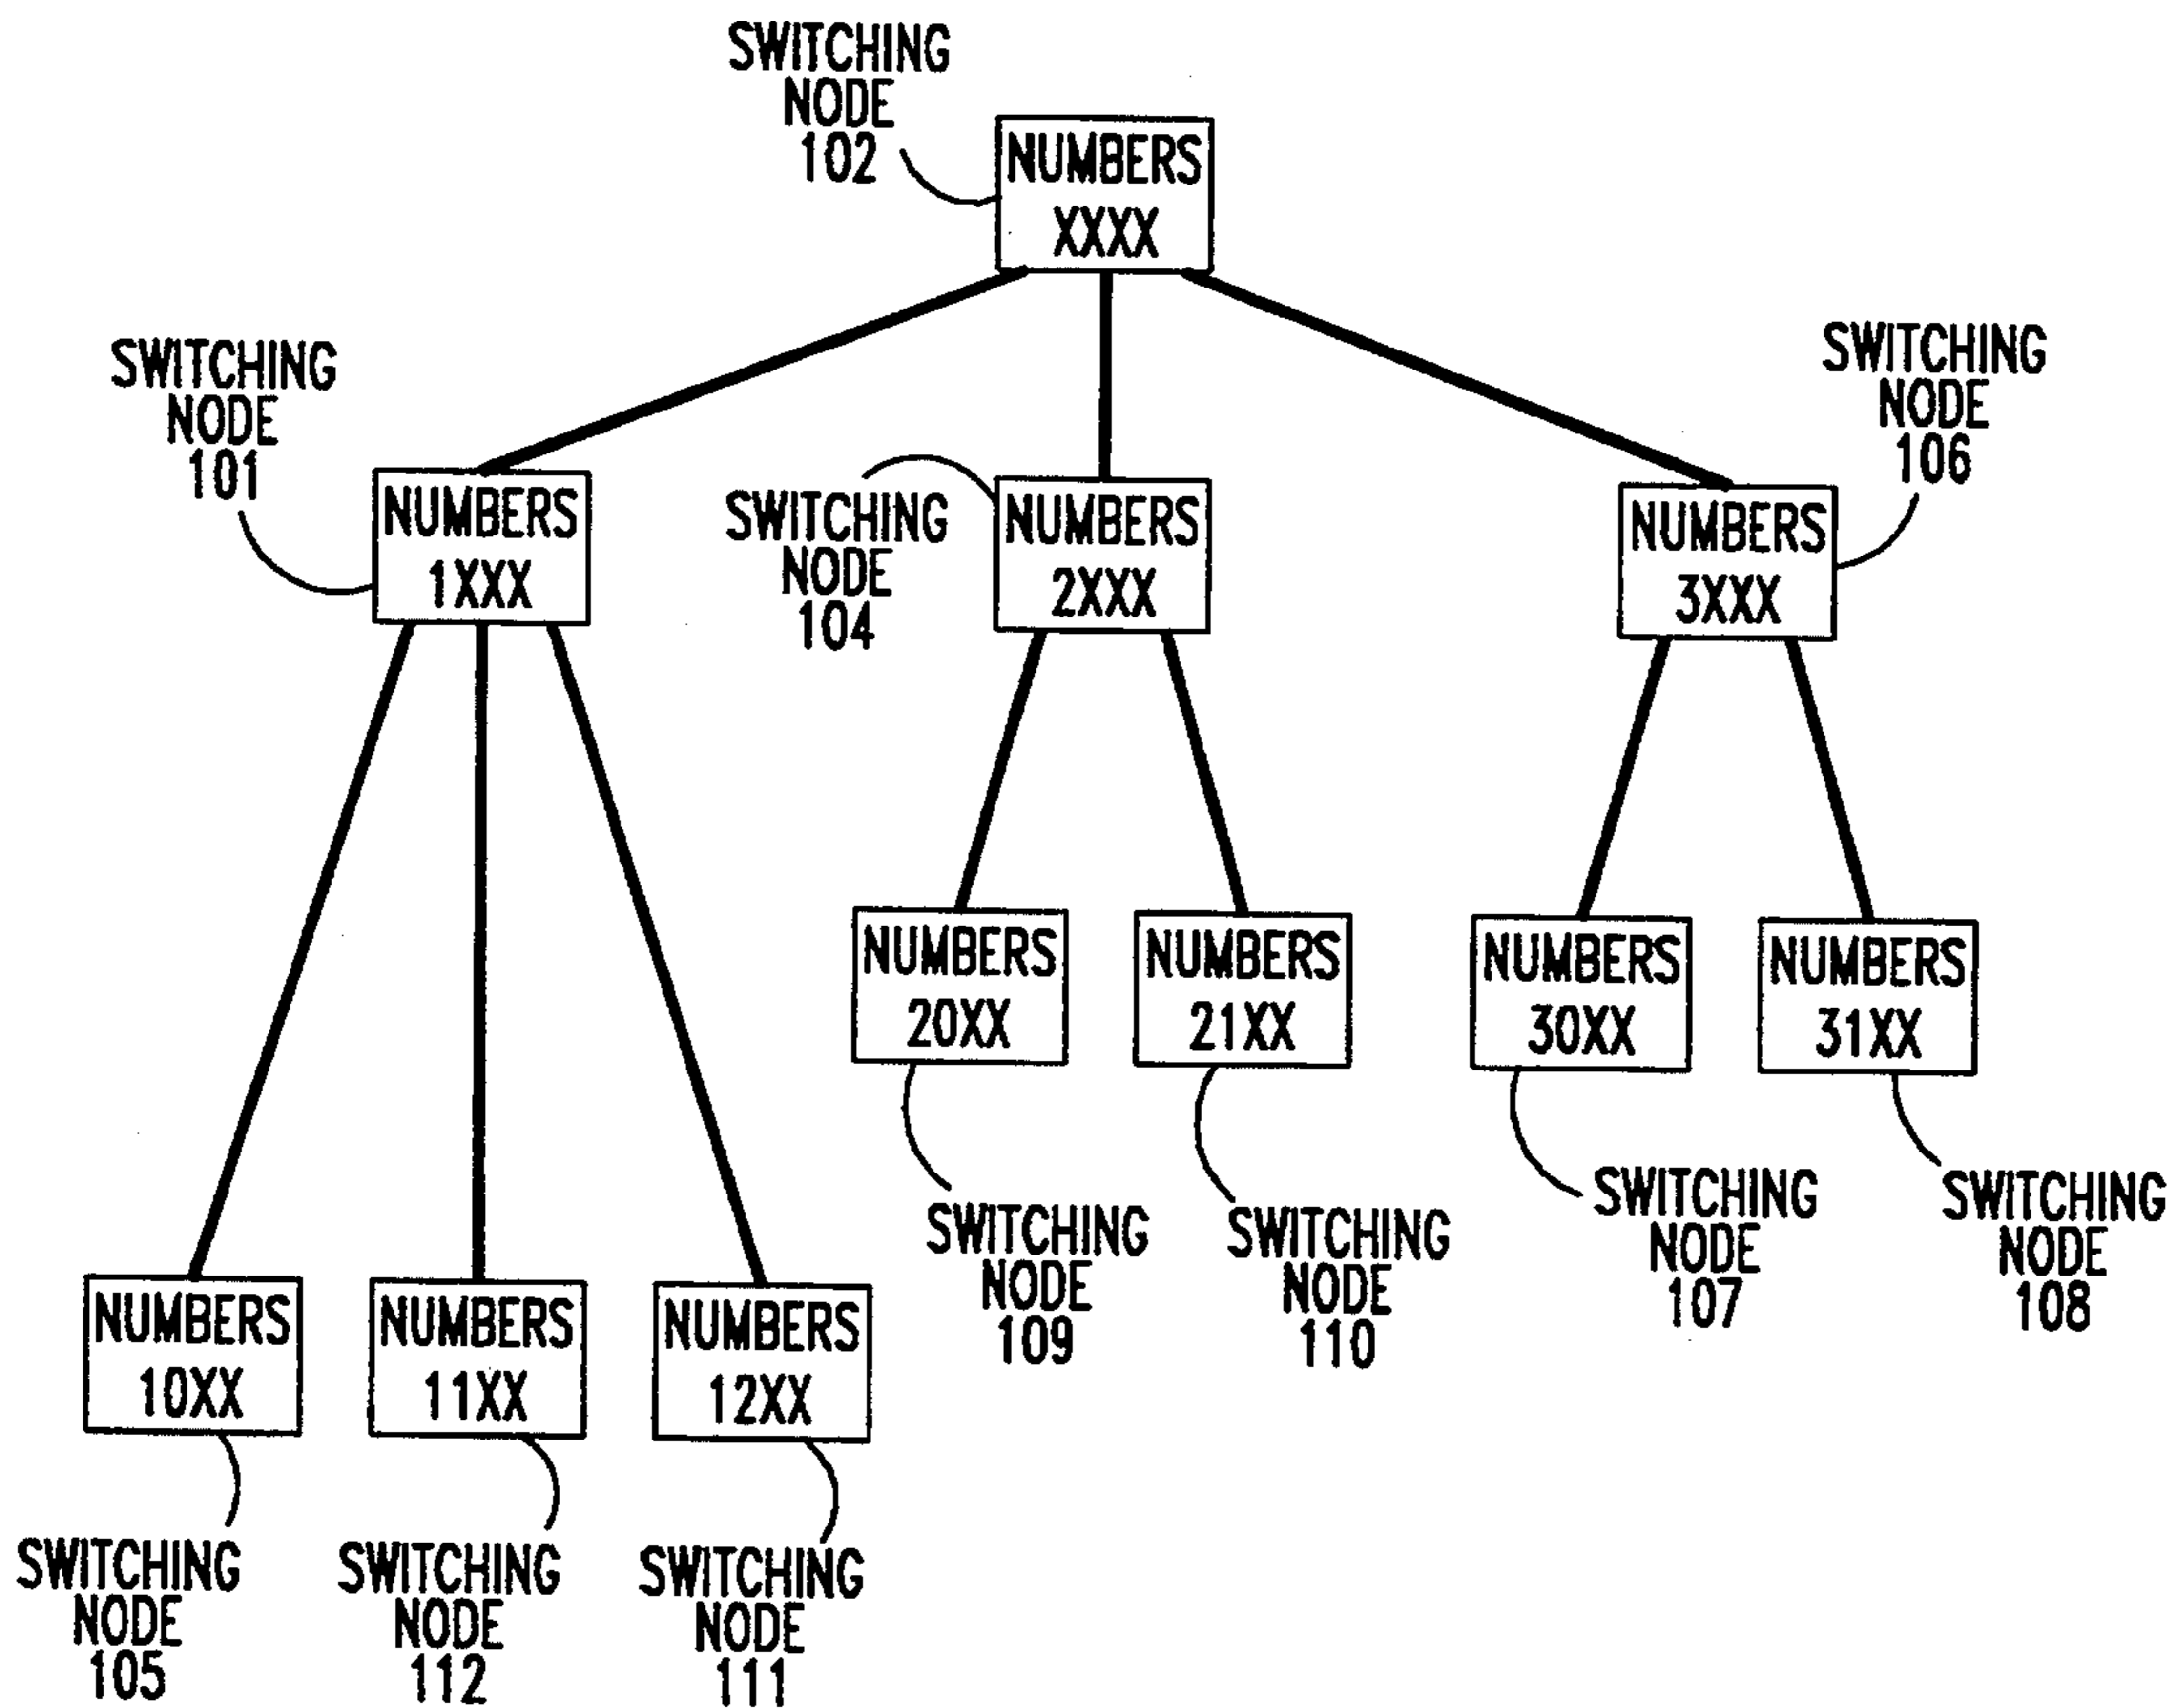 SWITCHING
NODE
102
NUMBERS
XXXX
SWITCHING
NODE
101
NUMBERS
1XXX
SWITCHING
NODE
104
NUMBERS
2XXX
SWITCHING
NODE
106
NUMBERS
3XXX
NUMBERS
20XX
NUMBERS
21XX
NUMBERS
30XX
NUMBERS
31XX
SWITCHING
NODE
109
SWITCHING
NODE
110
SWITCHING
NODE
107
SWITCHING
NODE
108
NUMBERS
10XX
NUMBERS
11XX
NUMBERS
12XX
SWITCHING
NODE
105
SWITCHING
NODE
112
SWITCHING
NODE
111